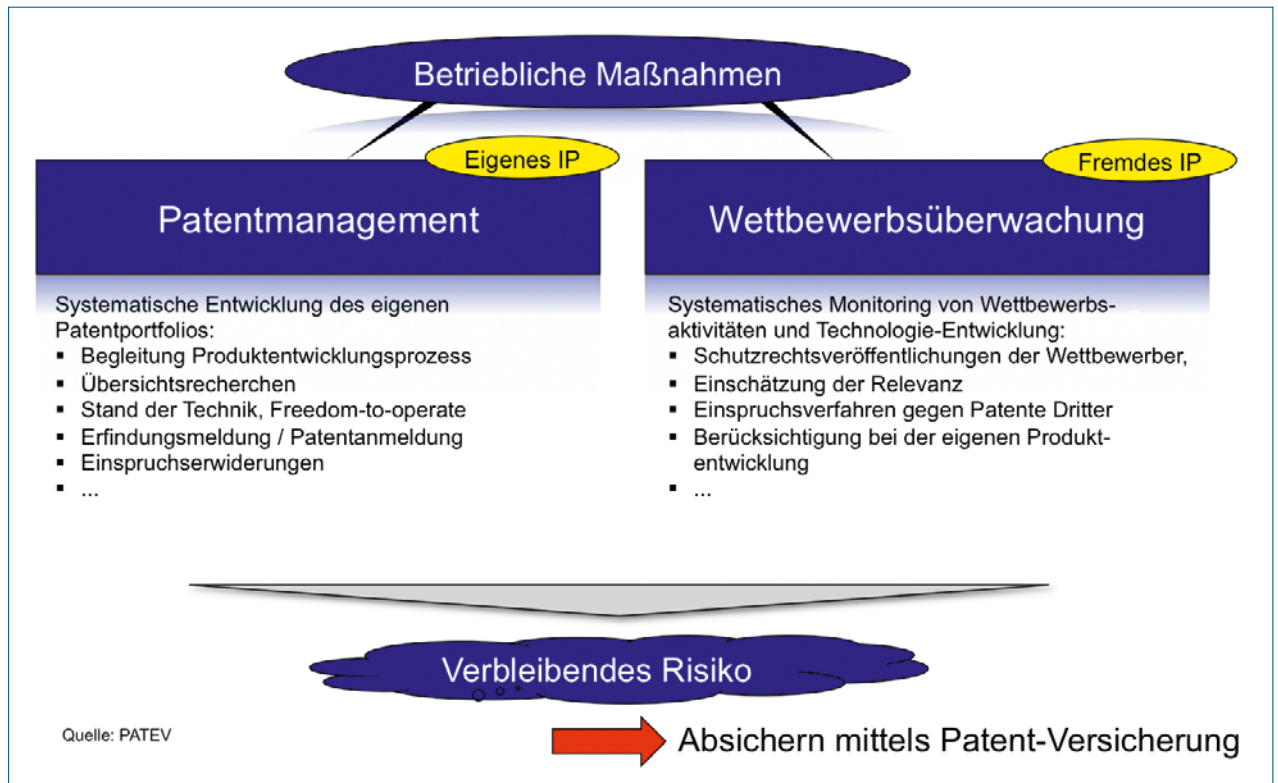 Betriebliche Maßnahmen
Eigenes IP
Patentmanagement
Systematische Entwicklung des eigenen
Patentportfolios:
▪ Begleitung Produktentwicklungsprozess
▪ Übersichtsrecherchen
▪ Stand der Technik, Freedom-to-operate
▪ Erfindungsmeldung / Patentanmeldung
▪ Einspruchserwiderungen
▪ ...
Fremdes IP
Wettbewerbsüberwachung
Systematisches Monitoring von Wettbewerbs-
aktivitäten und Technologie-Entwicklung:
▪ Schutzrechtsveröffentlichungen der Wettbewerber,
▪ Einschätzung der Relevanz
▪ Einspruchsverfahren gegen Patente Dritter
▪ Berücksichtigung bei der eigenen Produkt-
entwicklung
▪ ...
Verbleibendes Risiko
Quelle: PATEV
Absichern mittels Patent-Versicherung